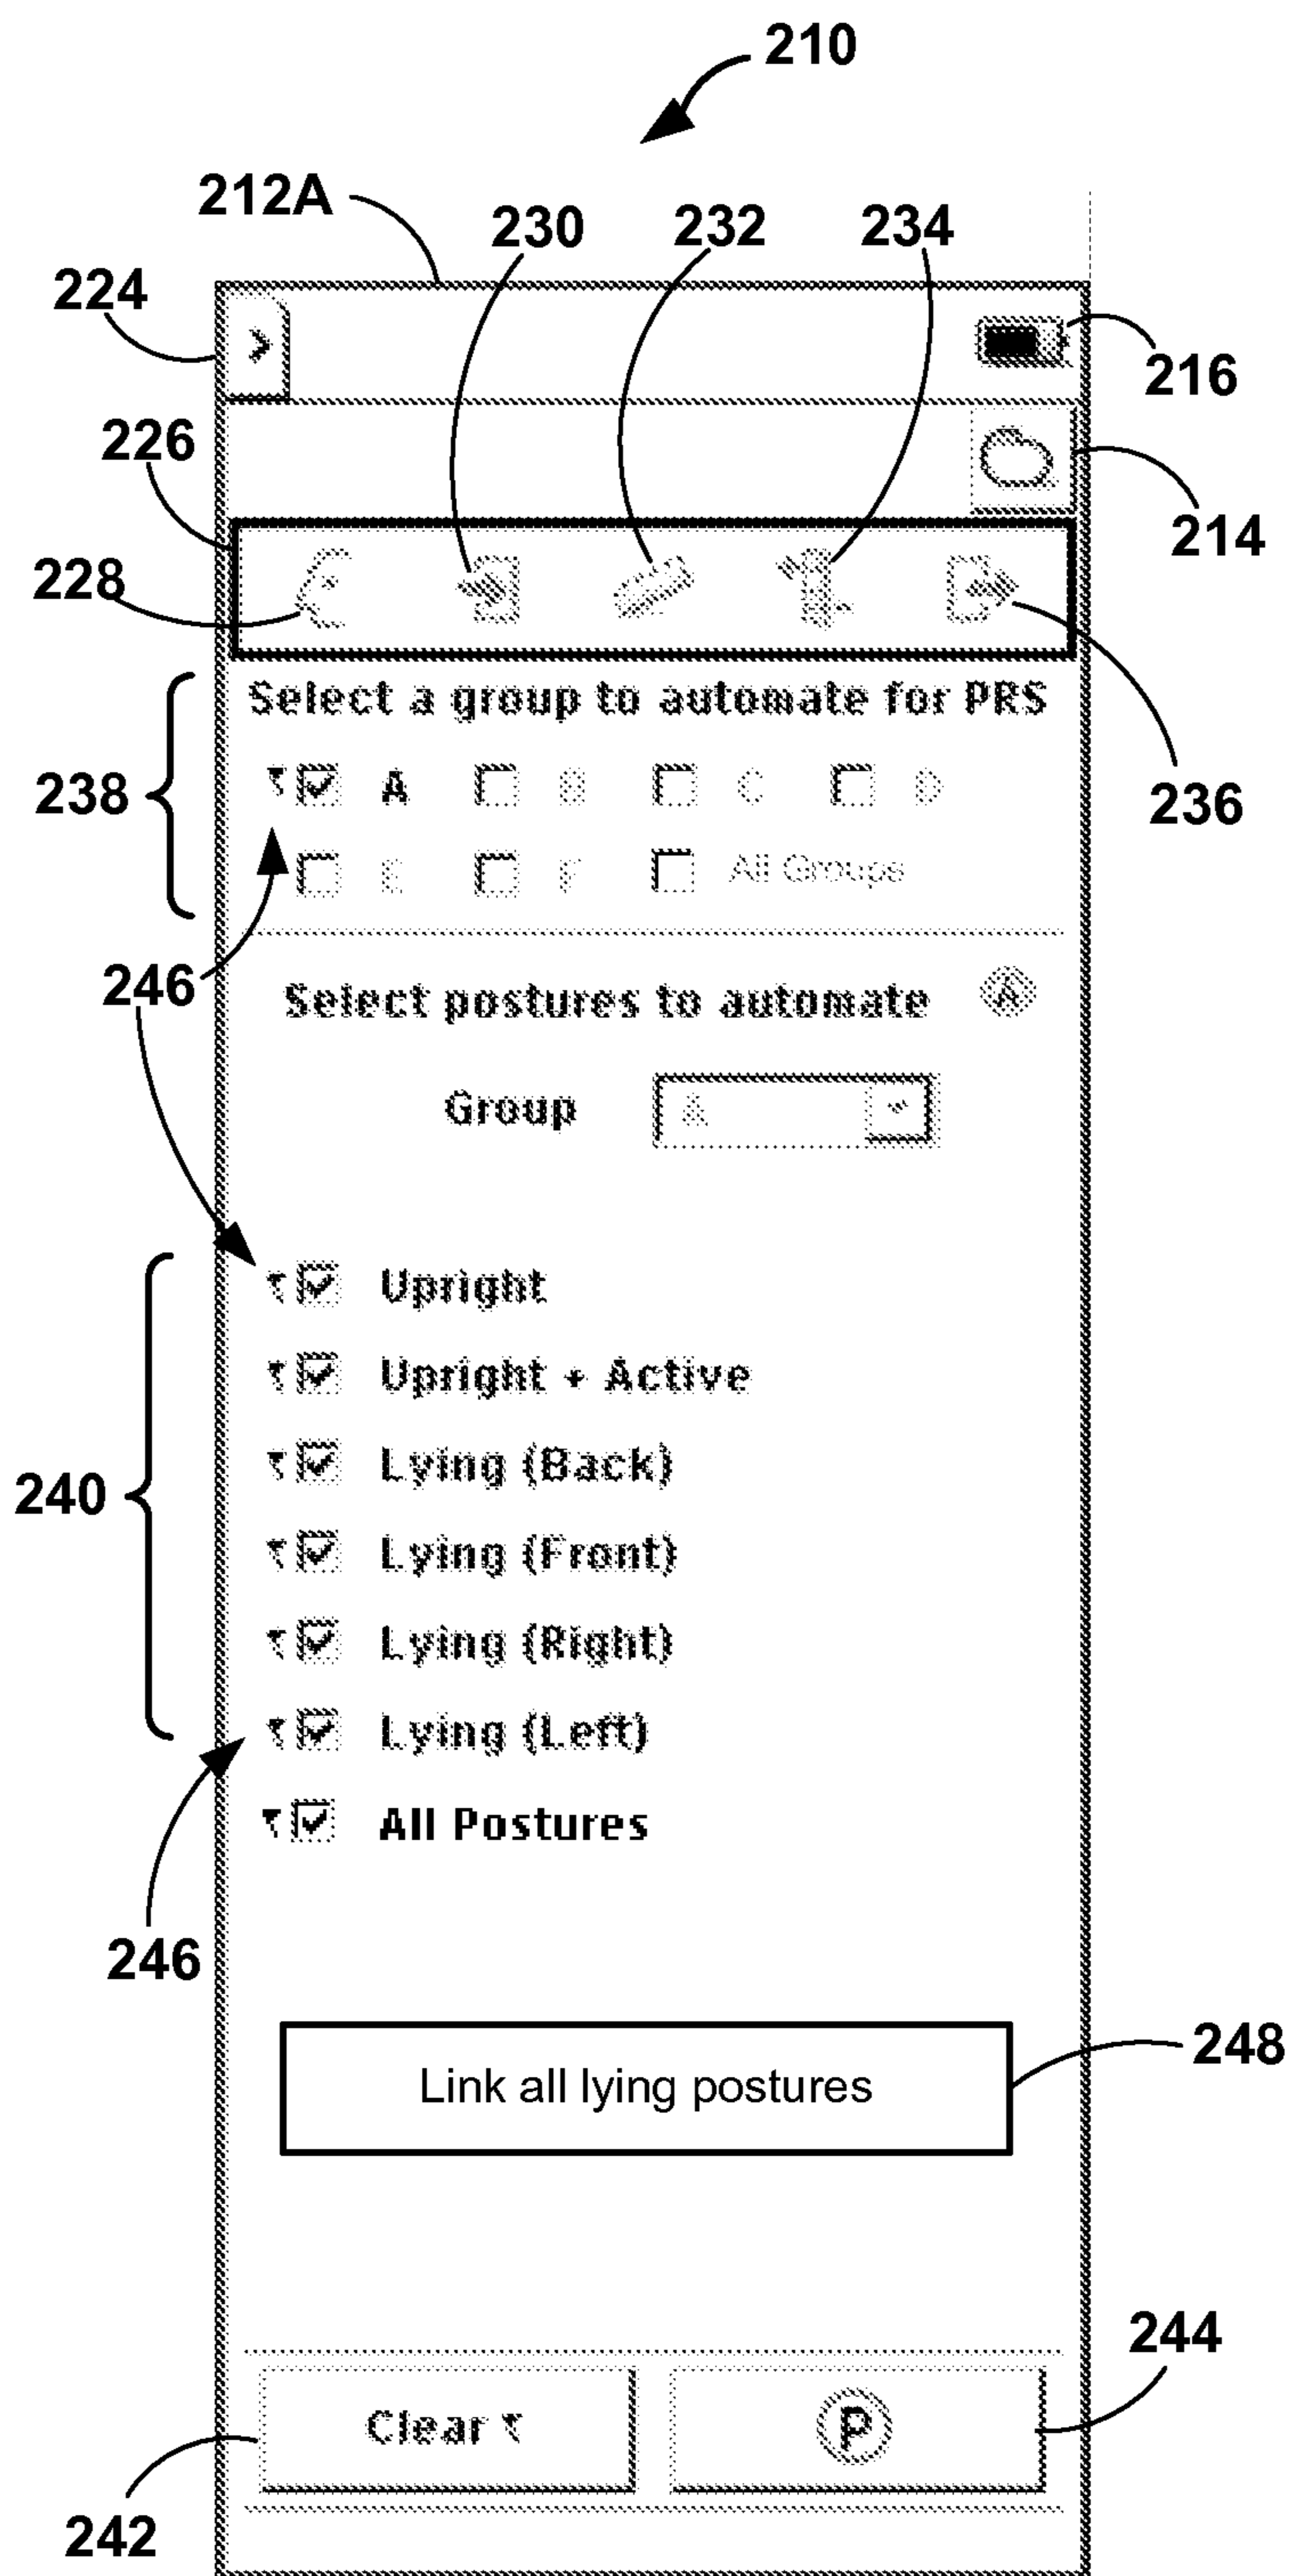 210
212A
230 232 234
224
216
226
214
228
Select a group to automate for PRS
238
A B C D
236
E F All Groups
246
Select postures to automate A
Group A
Upright
Upright + Active
Lying (Back)
240
Lying (Front)
Lying (Right)
Lying (Left)
All Postures
246
248
Link all lying postures
244
Clear P
242